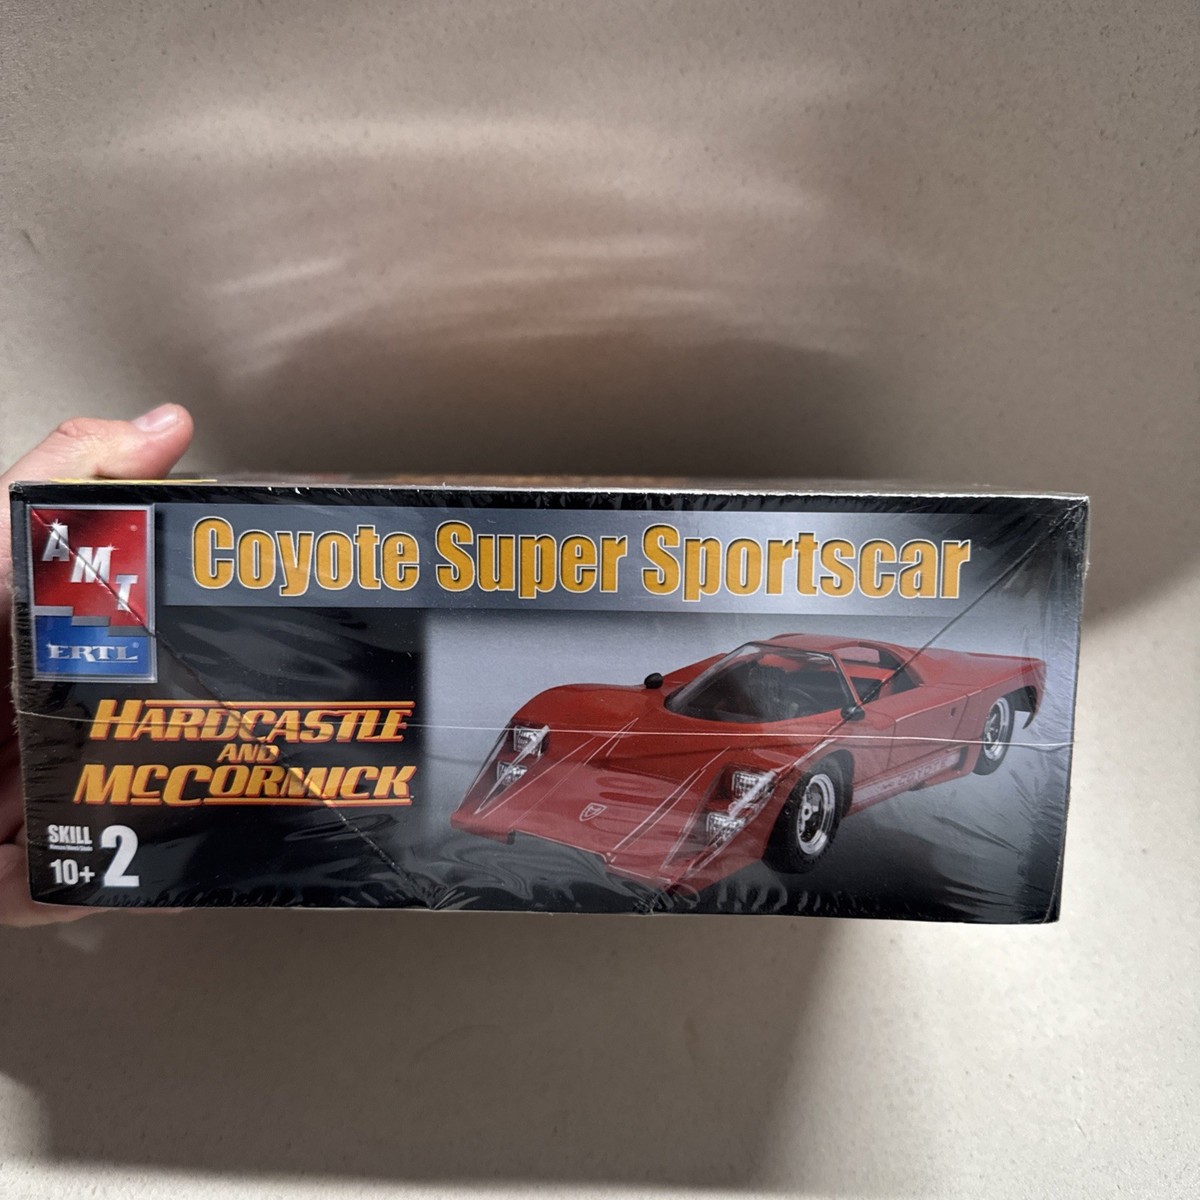 AMT
ERTL
Coyote Super Sportscar
HARDCASTLE
AND
MCCORMICK
SKILL
2
10+